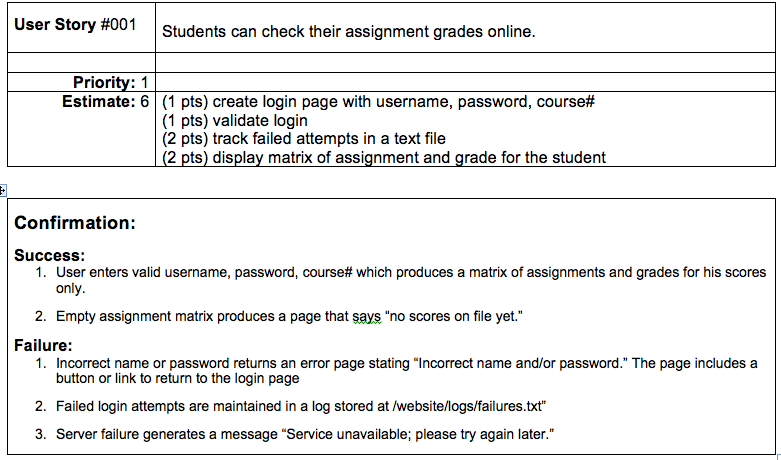 User Story #001
Students can check their assignment grades online.
Priority: 1
Estimate: 6 (1 pts) create login page with username, password, course#
(1 pts) validate login
(2 pts) track failed attempts in a text file
(2 pts) display matrix of assignment and grade for the student
Confirmation:
Success:
1. User enters valid username, password, course# which produces a matrix of assignments and grades for his scores
only.
2. Empty assignment matrix produces a page that says “no scores on file yet.”
Failure:
1. Incorrect name or password returns an error page stating “Incorrect name and/or password.” The page includes a
button or link to return to the login page
2. Failed login attempts are maintained in a log stored at /website/logs/failures.txt”
3. Server failure generates a message “Service unavailable; please try again later.”